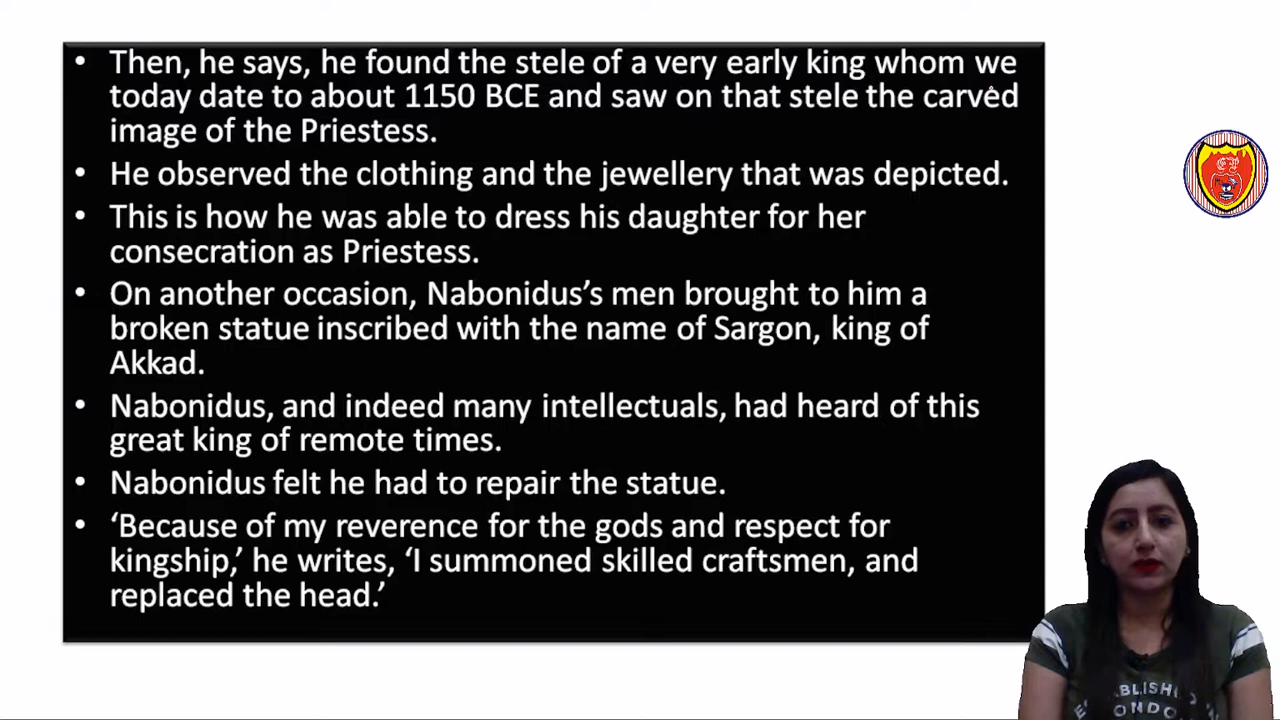 • Then, he says, he found the stele of a very early king whom we
today date to about 1150 BCE and saw on that stele the carved
image of the Priestess.
• He observed the clothing and the jewellery that was depicted.
• This is how he was able to dress his daughter for her
consecration as Priestess.
• On another occasion, Nabonidus’s men brought to him a
broken statue inscribed with the name of Sargon, king of
Akkad.
• Nabonidus, and indeed many intellectuals, had heard of this
great king of remote times.
• Nabonidus felt he had to repair the statue.
• ‘Because of my reverence for the gods and respect for
kingship,’ he writes, ‘I summoned skilled craftsmen, and
replaced the head.’
LONDON